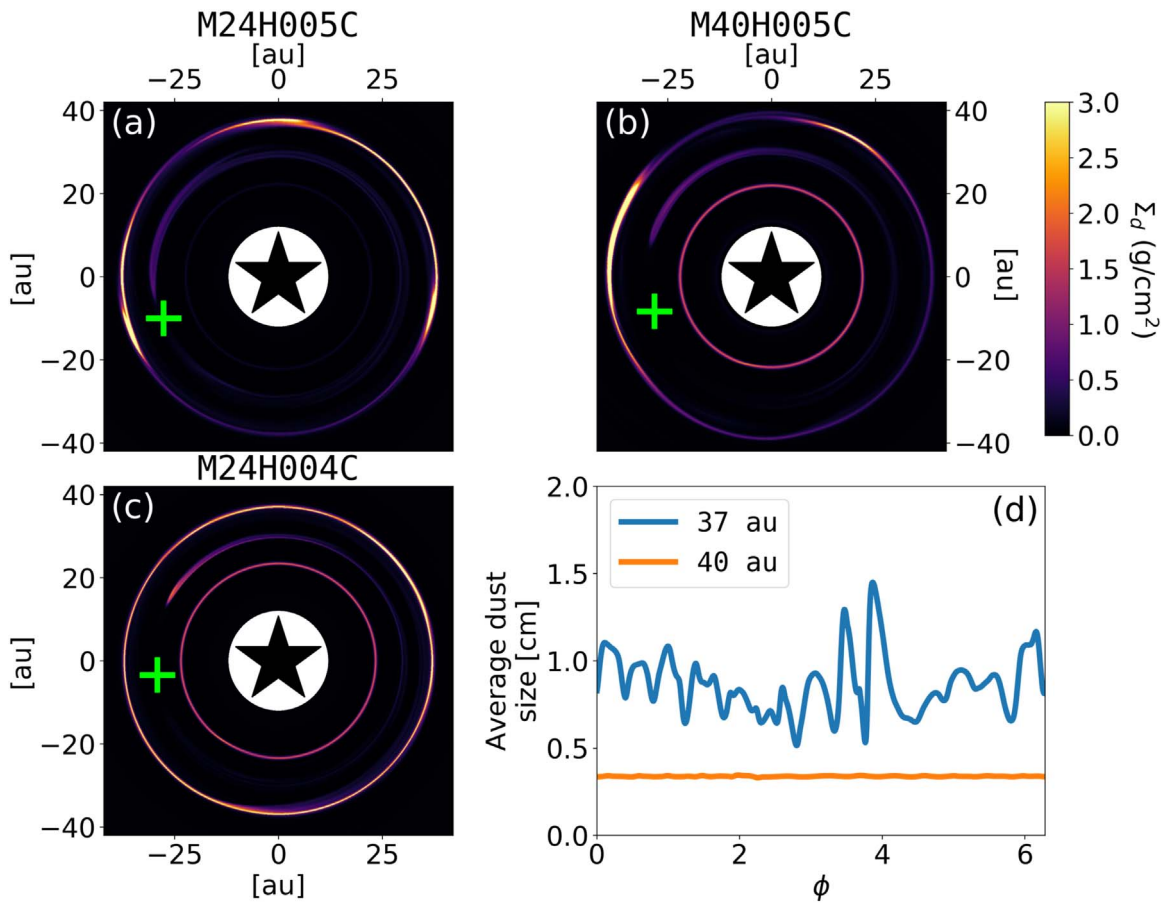 M24H005C
[au]
−25 0 25
M40H005C
[au]
−25 0 25
(a)
40
20
0
−20
−40
[au]
(b)
40
20
0
−20
−40
[au]
3.0
2.5
2.0
1.5
1.0
0.5
0.0
Σd (g/cm²)
M24H004C
(c)
40
20
0
−20
−40
[au]
−25 0 25
[au]
(d)
37 au
40 au
2.0
1.5
1.0
0.5
0.0
Average dust
size [cm]
0 2 4 6
ϕ